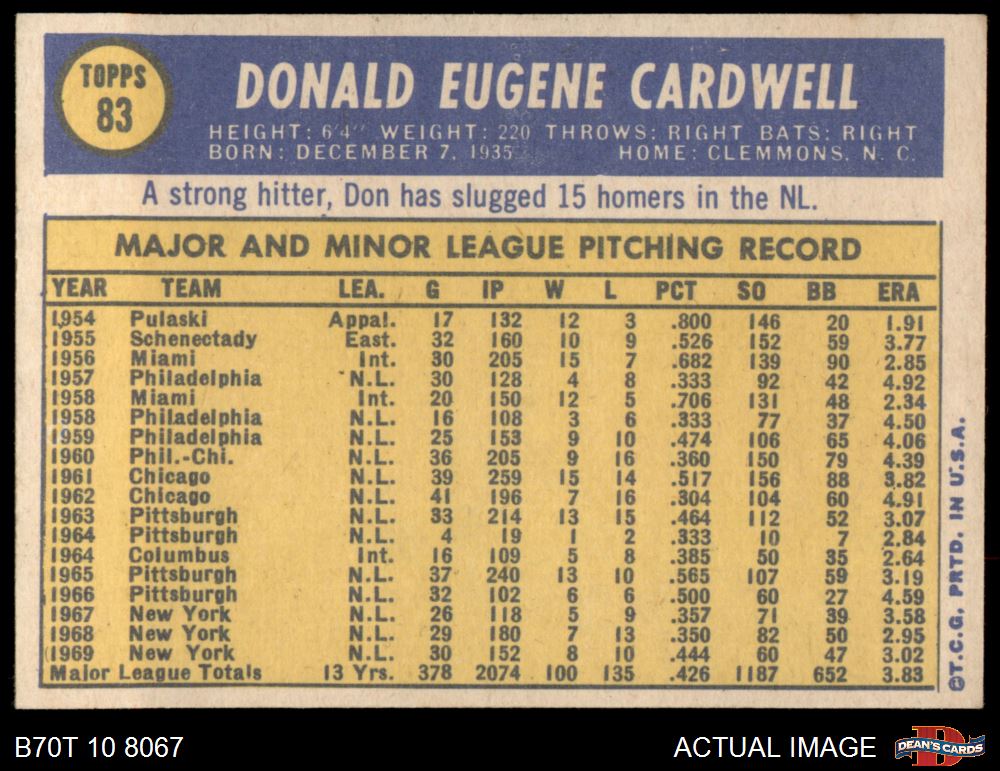 TOPPS
83
DONALD EUGENE CARDWELL
HEIGHT: 6'4" WEIGHT: 220 THROWS: RIGHT BATS: RIGHT
BORN: DECEMBER 7, 1935 HOME: CLEMMONS, N. C.
A strong hitter, Don has slugged 15 homers in the NL.
MAJOR AND MINOR LEAGUE PITCHING RECORD
YEAR TEAM LEA. G IP W L PCT SO BB ERA
1954 Pulaski Appal. 17 132 12 3 .800 146 20 1.91
1955 Schenectady East. 32 160 10 9 .526 152 59 3.77
1956 Miami Int. 30 205 15 7 .682 139 90 2.85
1957 Philadelphia N.L. 30 128 4 8 .333 92 42 4.92
1958 Miami Int. 20 150 12 5 .706 131 48 2.34
1958 Philadelphia N.L. 16 108 3 6 .333 77 37 4.50
1959 Philadelphia N.L. 25 153 9 10 .474 106 65 4.06
1960 Phil.-Chi. N.L. 36 205 9 16 .360 150 79 4.39
1961 Chicago N.L. 39 259 15 14 .517 156 88 3.82
1962 Chicago N.L. 41 196 7 16 .304 104 60 4.91
1963 Pittsburgh N.L. 33 214 13 15 .464 112 52 3.07
1964 Pittsburgh N.L. 4 19 1 2 .333 10 7 2.84
1964 Columbus Int. 16 109 5 8 .385 50 35 2.64
1965 Pittsburgh N.L. 37 240 13 10 .565 107 59 3.19
1966 Pittsburgh N.L. 32 102 6 6 .500 60 27 4.59
1967 New York N.L. 26 118 5 9 .357 71 39 3.58
1968 New York N.L. 29 180 7 13 .350 82 50 2.95
1969 New York N.L. 30 152 8 10 .444 60 47 3.02
Major League Totals 13 Yrs. 378 2074 100 135 .426 1187 652 3.83
©T.C.G. PRTD. IN U.S.A.
B70T 10 8067
ACTUAL IMAGE
D
DEAN'S CARDS